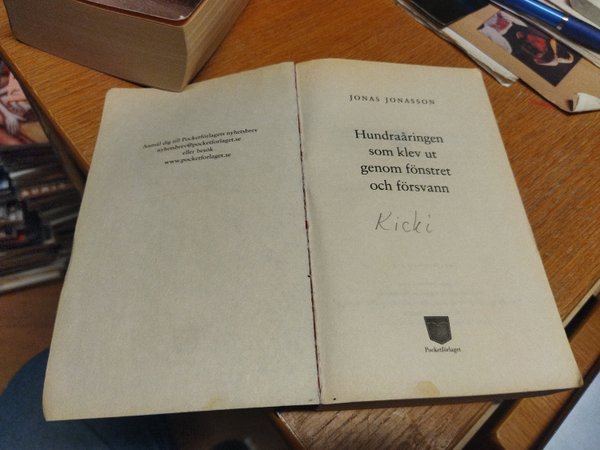 Anmäl dig till Pocketförlagets nyhetsbrev
nyhetsbrev@pocketforlaget.se
eller besök
www.pocketforlaget.se
JONAS JONASSON
Hundraåringen
som klev ut
genom fönstret
och försvann
Kicki
Pocketförlaget